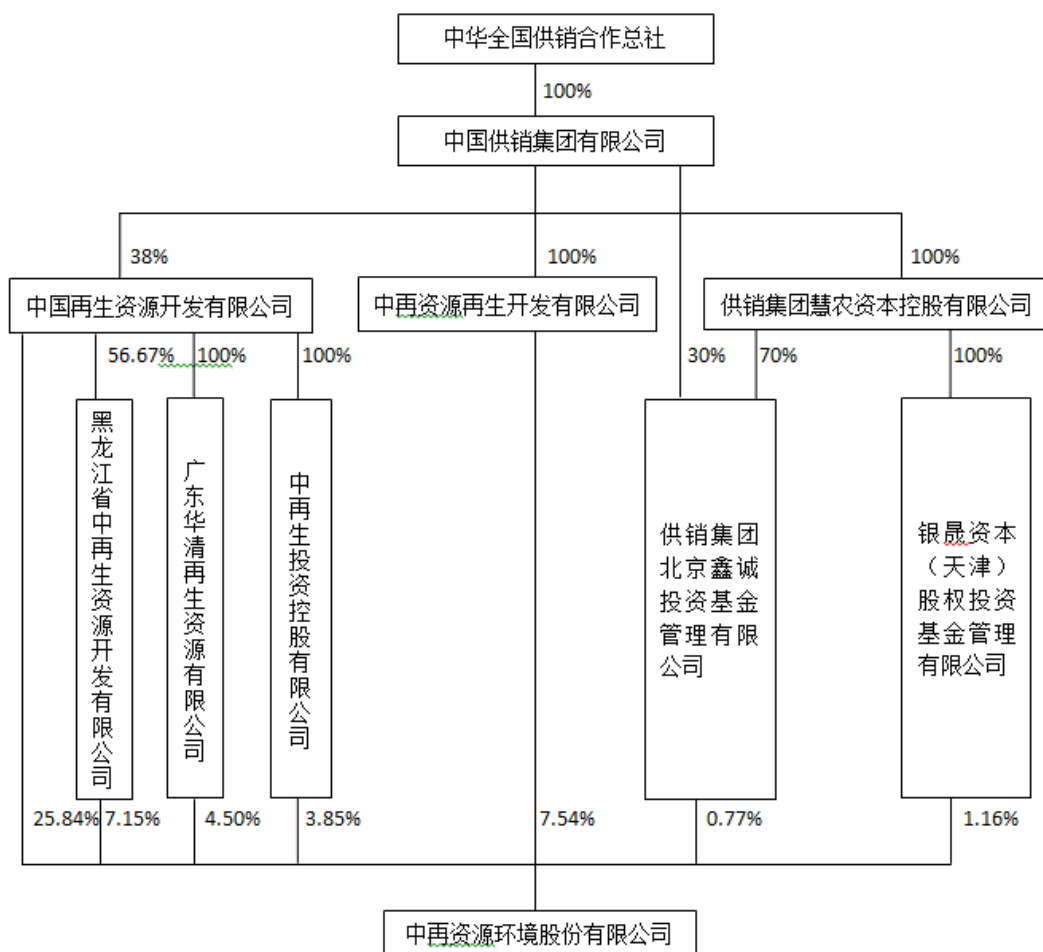 中华全国供销合作总社
100%
中国供销集团有限公司
38%
100%
100%
中国再生资源开发有限公司
中再资源再生开发有限公司
供销集团慧农资本控股有限公司
56.67%
100%
100%
30%
70%
100%
黑龙江省中再生资源开发有限公司
广东华清再生资源有限公司
中再生投资控股有限公司
供销集团
北京鑫诚
投资基金
管理有限
公司
银晟资本
（天津）
股权投资
基金管理
有限公司
25.84%
7.15%
4.50%
3.85%
7.54%
0.77%
1.16%
中再资源环境股份有限公司